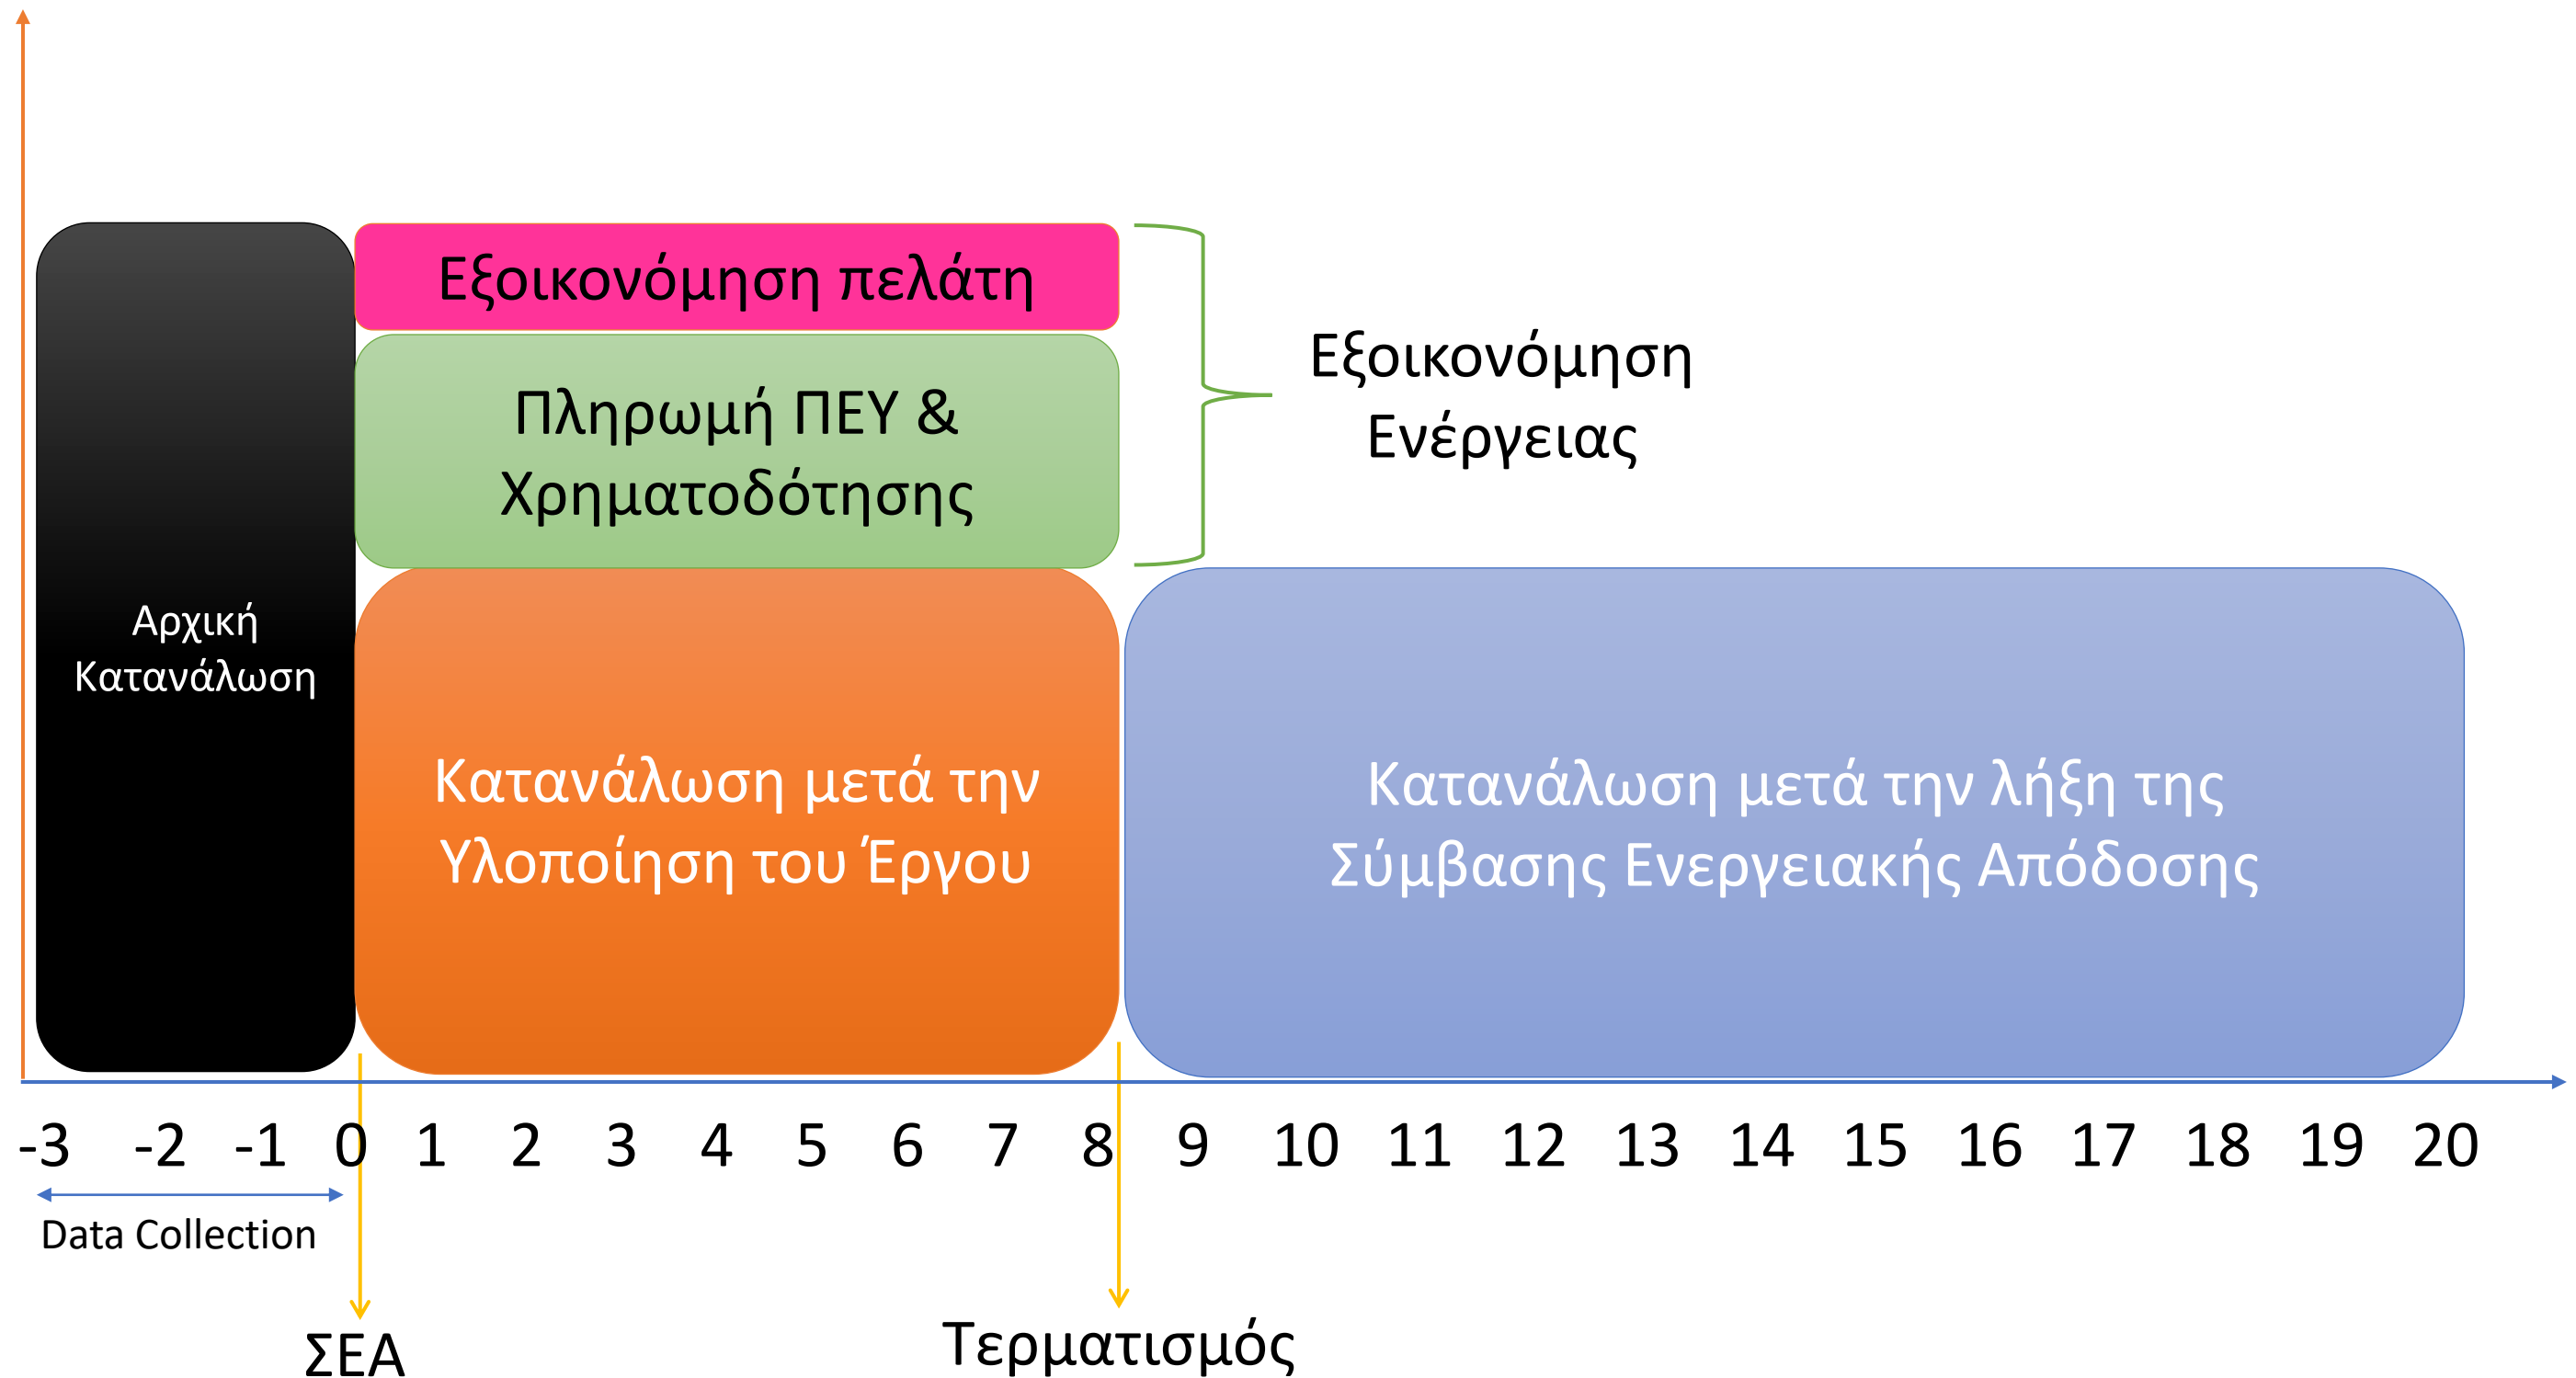 Εξοικονόμηση πελάτη
Πληρωμή ΠΕΥ &
Χρηματοδότησης
Εξοικονόμηση
Ενέργειας
Αρχική
Κατανάλωση
Κατανάλωση μετά την
Υλοποίηση του Έργου
Κατανάλωση μετά την λήξη της
Σύμβασης Ενεργειακής Απόδοσης
-3 -2 -1 0 1 2 3 4 5 6 7 8 9 10 11 12 13 14 15 16 17 18 19 20
Data Collection
ΣΕΑ
Τερματισμός